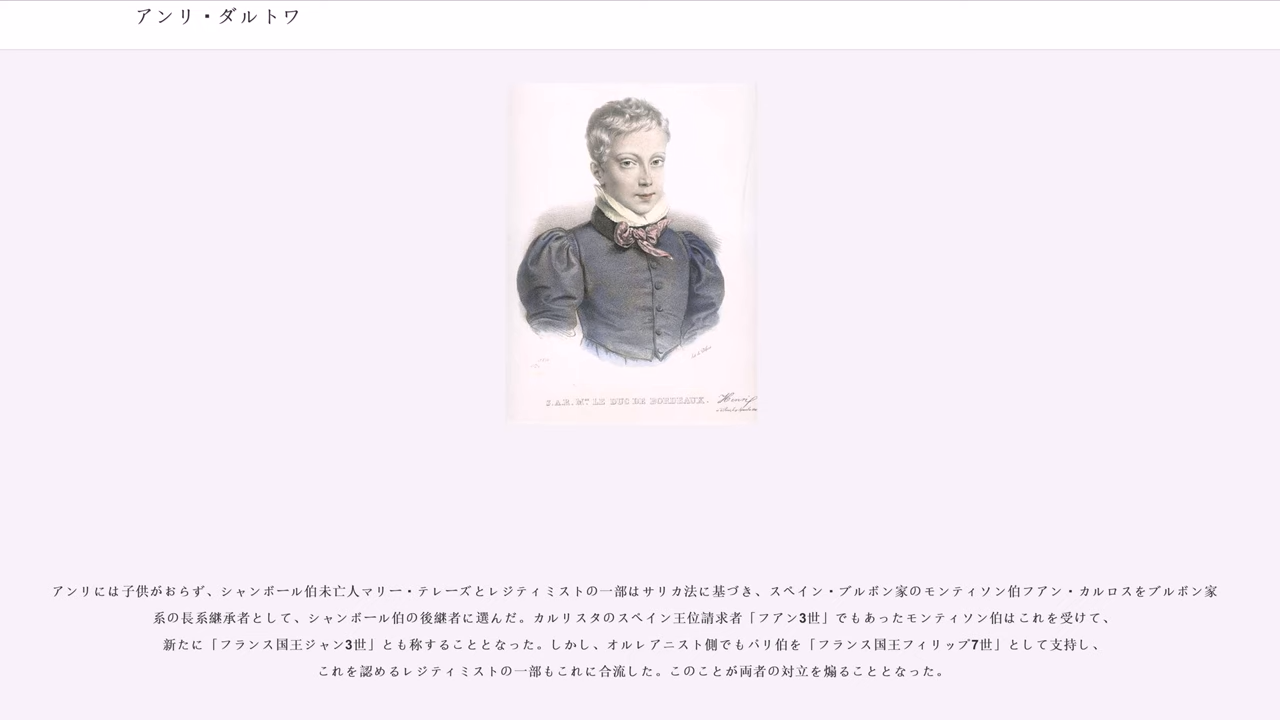 アンリ・ダルトワ
S.A.R. Mᵍʳ LE DUC DE BORDEAUX.
Henri
アンリには子供がおらず、シャンボール伯未亡人マリー・テレーズとレジティミストの一部はサリカ法に基づき、スペイン・ブルボン家のモンティソン伯フアン・カルロスをブルボン家
系の長系継承者として、シャンボール伯の後継者に選んだ。カルリスタのスペイン王位請求者「フアン3世」でもあったモンティソン伯はこれを受けて、
新たに「フランス国王ジャン3世」とも称することとなった。しかし、オルレアニスト側でもパリ伯を「フランス国王フィリップ7世」として支持し、
これを認めるレジティミストの一部もこれに合流した。このことが両者の対立を煽ることとなった。